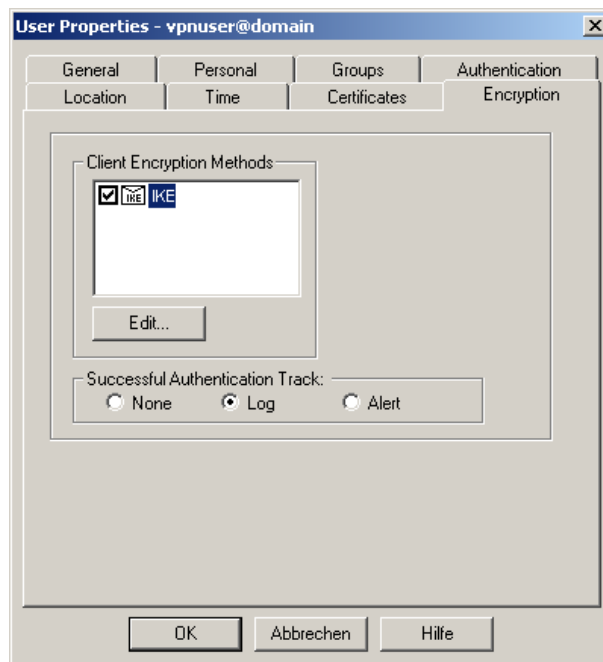 User Properties - vpnuser@domain
General Personal Groups Authentication
Location Time Certificates Encryption
Client Encryption Methods
IKE IKE
Edit...
Successful Authentication Track:
None Log Alert
OK Abbrechen Hilfe